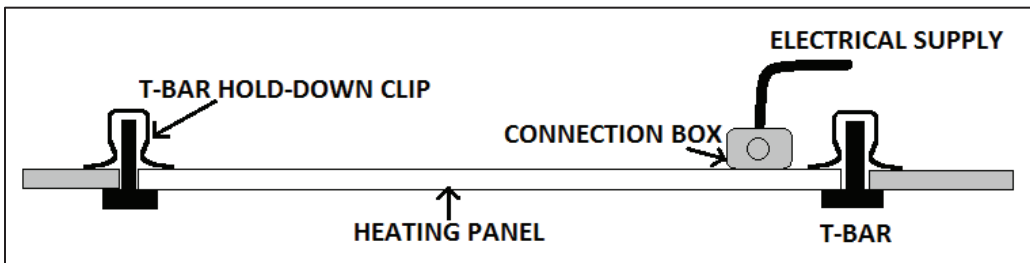 ELECTRICAL SUPPLY
T-BAR HOLD-DOWN CLIP
CONNECTION BOX
HEATING PANEL
T-BAR